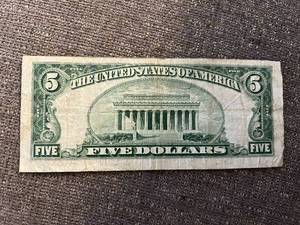 5 THE UNITED STATES OF AMERICA 5
FIVE FIVE DOLLARS FIVE